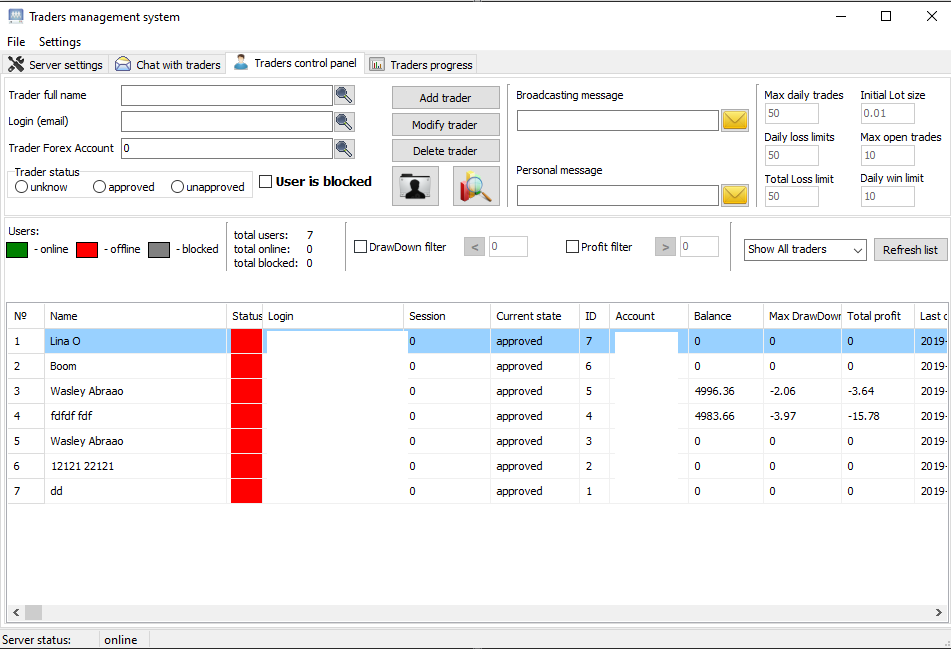 Traders management system
File Settings
Server settings Chat with traders Traders control panel Traders progress
Trader full name
Login (email)
Trader Forex Account 0
Trader status
unknow approved unapproved
User is blocked
Add trader
Modify trader
Delete trader
Broadcasting message
Personal message
Max daily trades Initial Lot size
50 0.01
Daily loss limits Max open trades
50 10
Total Loss limit Daily win limit
50 10
Users:
- online - offline - blocked
total users: 7
total online: 0
total blocked: 0
DrawDown filter < 0
Profit filter > 0
Show All traders Refresh list
Nº Name Status Login Session Current state ID Account Balance Max DrawDown Total profit Last
1 Lina O 0 approved 7 0 0 0 2019-
2 Boom 0 approved 6 0 0 0 2019-
3 Wasley Abraao 0 approved 5 4996.36 -2.06 -3.64 2019-
4 fdfdf fdf 0 approved 4 4983.66 -3.97 -15.78 2019-
5 Wasley Abraao 0 approved 3 0 0 0 2019-
6 12121 22121 0 approved 2 0 0 0 2019-
7 dd 0 approved 1 0 0 0 2019-
Server status: online